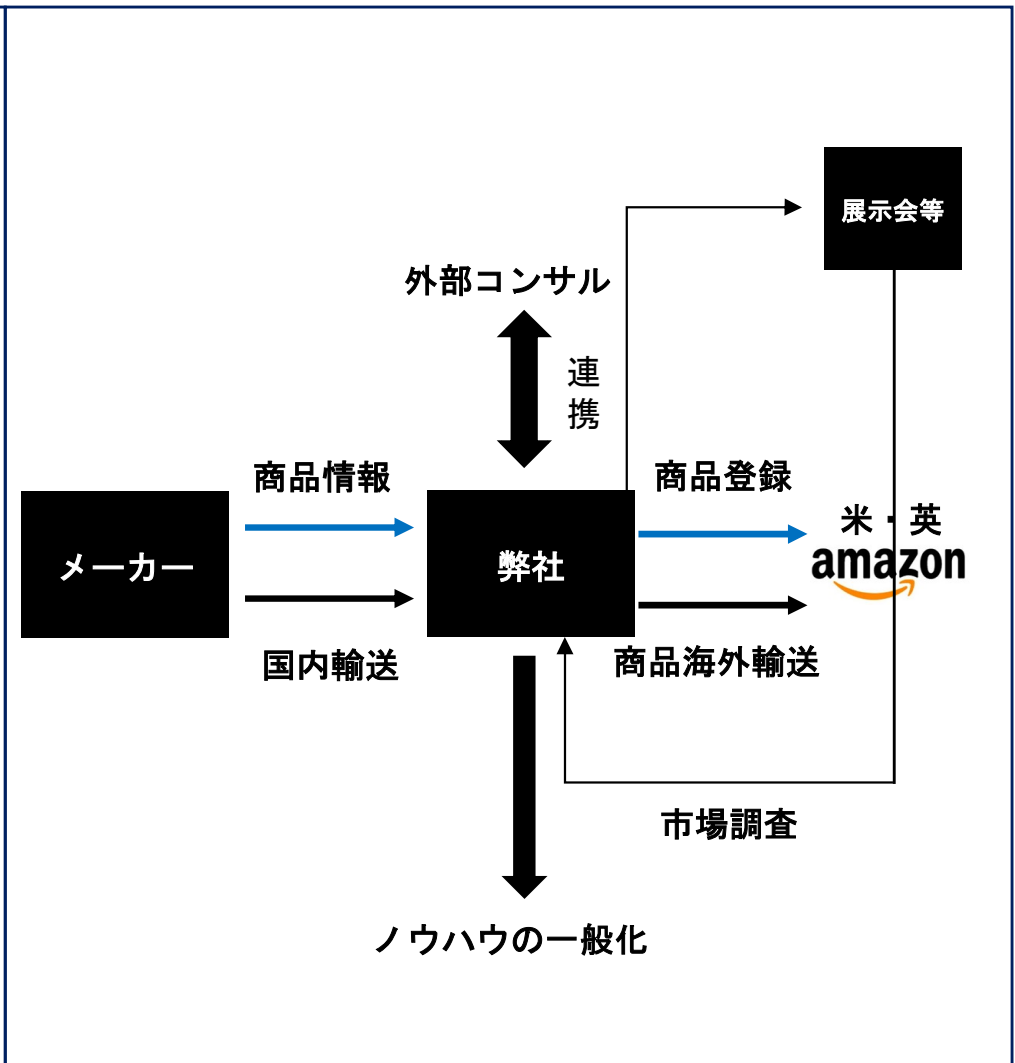 展示会等
外部コンサル
連
携
商品情報
商品登録
米・英
amazon
メーカー
弊社
国内輸送
商品海外輸送
市場調査
ノウハウの一般化